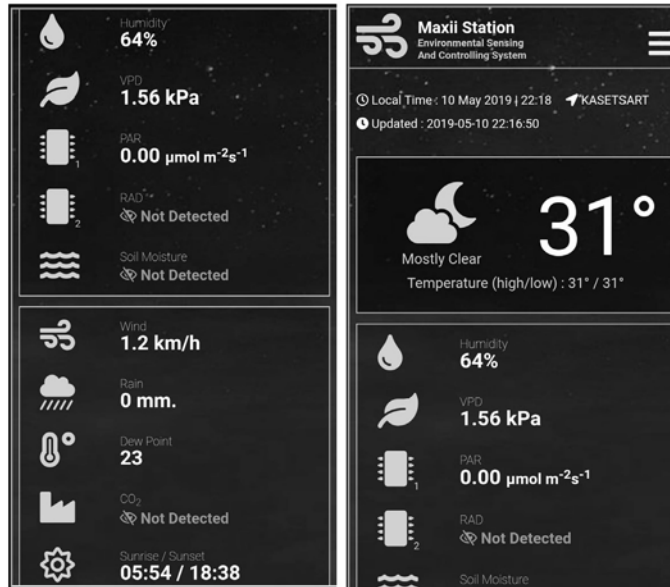 Humidity
64%
VPD
1.56 kPa
PAR
0.00 μmol m⁻²s⁻¹
1
RAD
Not Detected
2
Soil Moisture
Not Detected
Wind
1.2 km/h
Rain
0 mm.
Dew Point
23
CO₂
Not Detected
Sunrise / Sunset
05:54 / 18:38
Maxii Station
Environmental Sensing
And Controlling System
Local Time : 10 May 2019 | 22:18 KASETSART
Updated : 2019-05-10 22:16:50
31°
Mostly Clear
Temperature (high/low) : 31° / 31°
Humidity
64%
VPD
1.56 kPa
PAR
0.00 μmol m⁻²s⁻¹
1
RAD
Not Detected
2
Soil Moisture